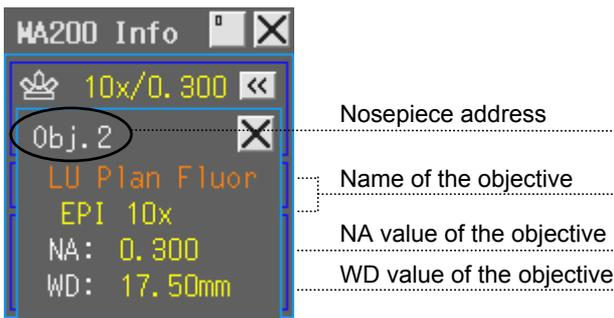 MA200 Info
10x/0.300 <<
Obj.2
Nosepiece address
LU Plan Fluor
Name of the objective
EPI 10x
NA: 0.300
NA value of the objective
WD: 17.50mm
WD value of the objective